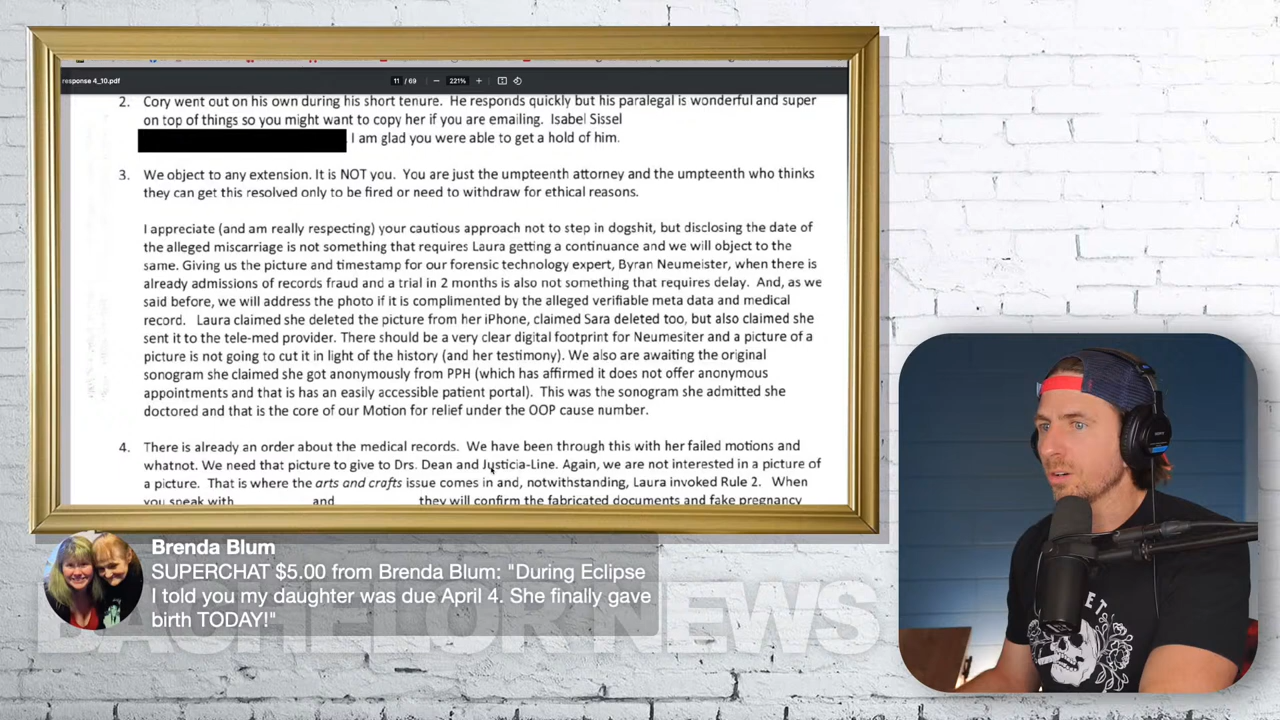 response 4_10.pdf
11 / 69
221%
2. Cory went out on his own during his short tenure. He responds quickly but his paralegal is wonderful and super
on top of things so you might want to copy her if you are emailing. Isabel Sissel
I am glad you were able to get a hold of him.
3. We object to any extension. It is NOT you. You are just the umpteenth attorney and the umpteenth who thinks
they can get this resolved only to be fired or need to withdraw for ethical reasons.
I appreciate (and am really respecting) your cautious approach not to step in dogshit, but disclosing the date of
the alleged miscarriage is not something that requires Laura getting a continuance and we will object to the
same. Giving us the picture and timestamp for our forensic technology expert, Byran Neumeister, when there is
already admissions of records fraud and a trial in 2 months is also not something that requires delay. And, as we
said before, we will address the photo if it is complimented by the alleged verifiable meta data and medical
record. Laura claimed she deleted the picture from her iPhone, claimed Sara deleted too, but also claimed she
sent it to the tele-med provider. There should be a very clear digital footprint for Neumesiter and a picture of a
picture is not going to cut it in light of the history (and her testimony). We also are awaiting the original
sonogram she claimed she got anonymously from PPH (which has affirmed it does not offer anonymous
appointments and that is has an easily accessible patient portal). This was the sonogram she admitted she
doctored and that is the core of our Motion for relief under the OOP cause number.
4. There is already an order about the medical records. We have been through this with her failed motions and
whatnot. We need that picture to give to Drs. Dean and Justicia-Line. Again, we are not interested in a picture of
a picture. That is where the arts and crafts issue comes in and, notwithstanding, Laura invoked Rule 2. When
you speak with and they will confirm the fabricated documents and fake pregnancy
Brenda Blum
SUPERCHAT $5.00 from Brenda Blum: "During Eclipse
I told you my daughter was due April 4. She finally gave
birth TODAY!"
BACHELOR NEWS